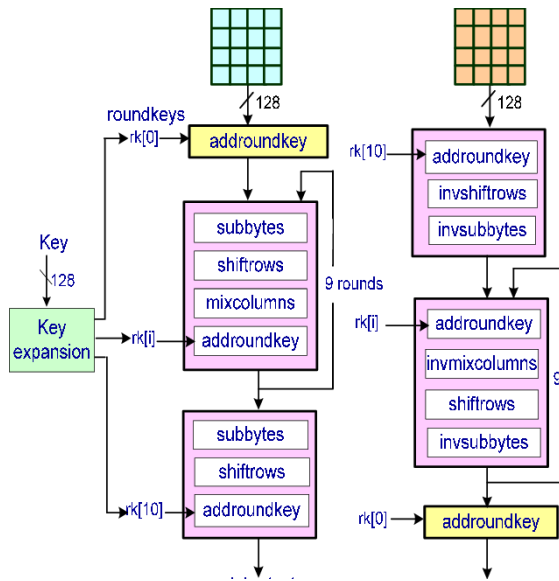 128
roundkeys
rk[0]
addroundkey
subbytes
shiftrows
mixcolumns
addroundkey
9 rounds
Key
128
Key
expansion
rk[i]
subbytes
shiftrows
addroundkey
rk[10]
128
rk[10]
addroundkey
invshiftrows
invsubbytes
rk[i]
addroundkey
invmixcolumns
shiftrows
invsubbytes
9
rk[0]
addroundkey